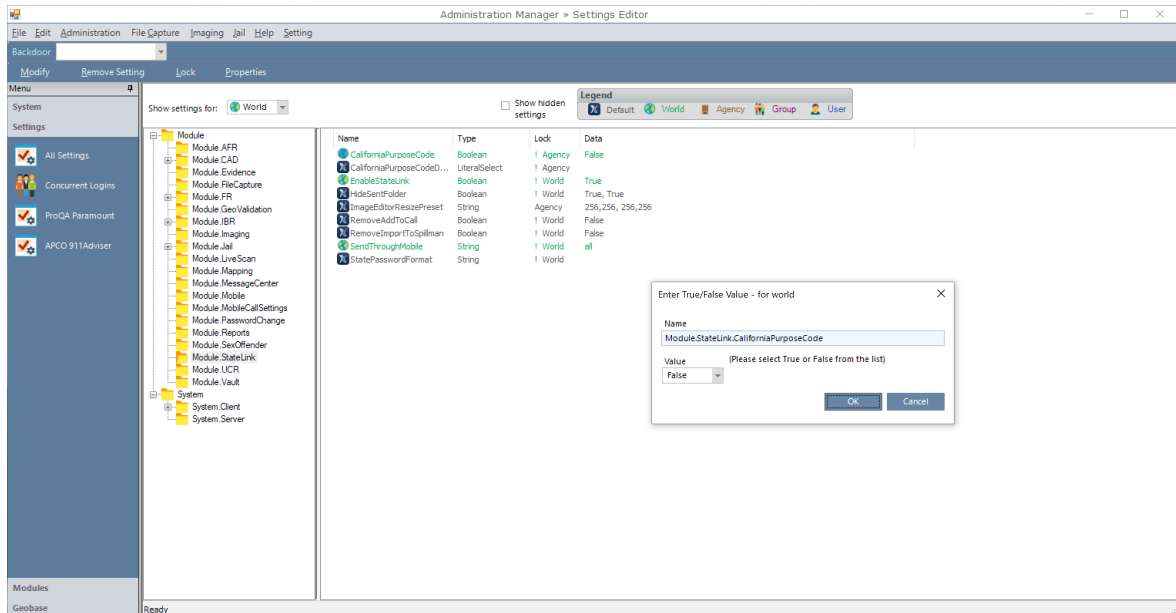 Administration Manager » Settings Editor
File Edit Administration File Capture Imaging Jail Help Setting
Backdoor
Modify Remove Setting Lock Properties
Menu
System
Settings
All Settings
Concurrent Logins
ProQA Paramount
APCO 911Adviser
Modules
Geobase
Show settings for: World
Show hidden
settings
Legend
Default World Agency Group User
Module
Module.AFR
Module.CAD
Module.Evidence
Module.FileCapture
Module.FR
Module.GeoValidation
Module.IBR
Module.Imaging
Module.Jail
Module.LiveScan
Module.Mapping
Module.MessageCenter
Module.Mobile
Module.MobileCallSettings
Module.PasswordChange
Module.Reports
Module.SexOffender
Module.StateLink
Module.UCR
Module.Vault
System
System.Client
System.Server
Name Type Lock Data
CaliforniaPurposeCode Boolean ! Agency False
CaliforniaPurposeCodeD... LiteralSelect ! Agency
EnableStateLink Boolean ! World True
HideSentFolder Boolean ! World True, True
ImageEditorResizePreset String Agency 256,256, 256,256
RemoveAddToCall Boolean ! World False
RemoveImportToSpillman Boolean ! World False
SendThroughMobile String ! World all
StatePasswordFormat String ! World
Enter True/False Value - for world
Name
Module.StateLink.CaliforniaPurposeCode
Value (Please select True or False from the list)
False
OK Cancel
Ready